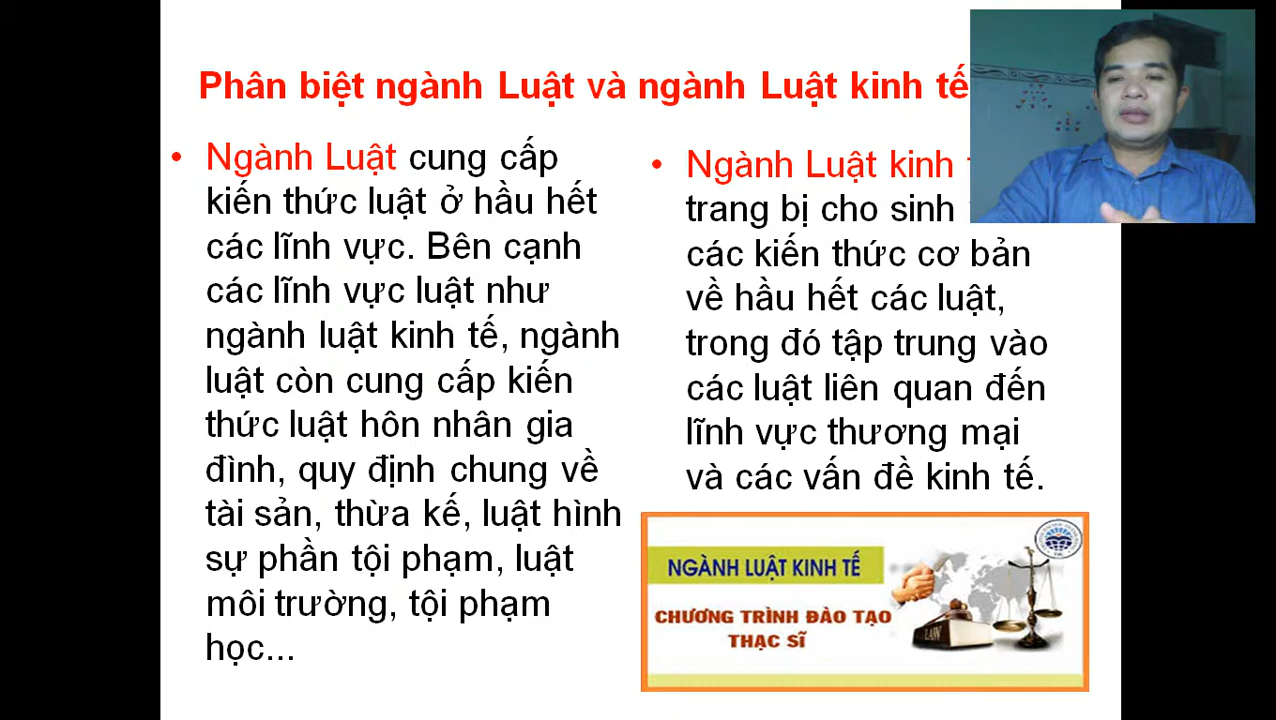 Phân biệt ngành Luật và ngành Luật kinh tế
• Ngành Luật cung cấp
kiến thức luật ở hầu hết
các lĩnh vực. Bên cạnh
các lĩnh vực luật như
ngành luật kinh tế, ngành
luật còn cung cấp kiến
thức luật hôn nhân gia
đình, quy định chung về
tài sản, thừa kế, luật hình
sự phần tội phạm, luật
môi trường, tội phạm
học...
• Ngành Luật kinh
trang bị cho sinh
các kiến thức cơ bản
về hầu hết các luật,
trong đó tập trung vào
các luật liên quan đến
lĩnh vực thương mại
và các vấn đề kinh tế.
NGÀNH LUẬT KINH TẾ
CHƯƠNG TRÌNH ĐÀO TẠO
THẠC SĨ
LAW